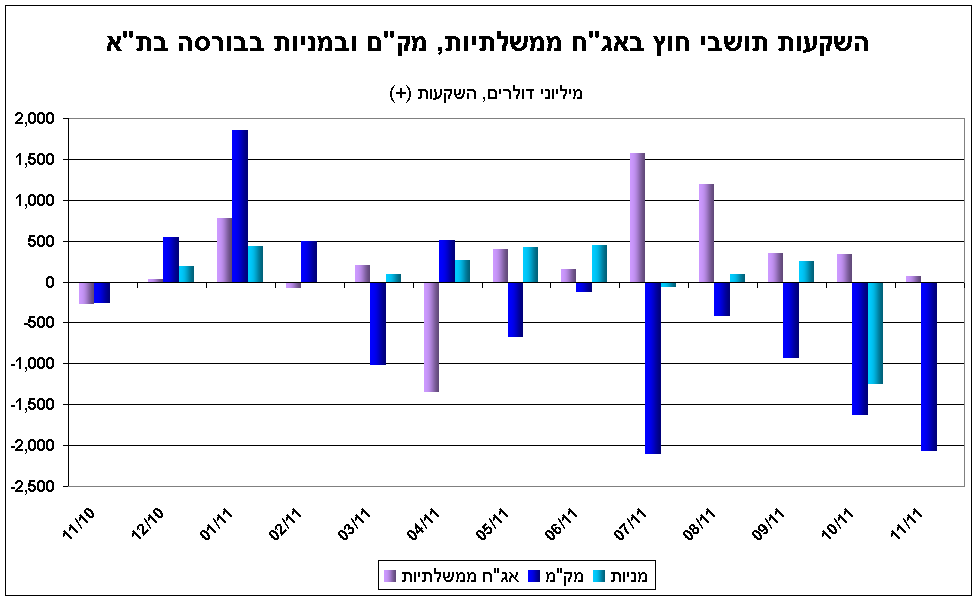 השקעות תושבי חוץ באג"ח ממשלתיות, מק"ם ובמניות בבורסה בת"א
מיליוני דולרים, השקעות (+)
2,000
1,500
1,000
500
0
-500
-1,000
-1,500
-2,000
-2,500
11/10 12/10 01/11 02/11 03/11 04/11 05/11 06/11 07/11 08/11 09/11 10/11 11/11
אג"ח ממשלתיות מק"מ מניות